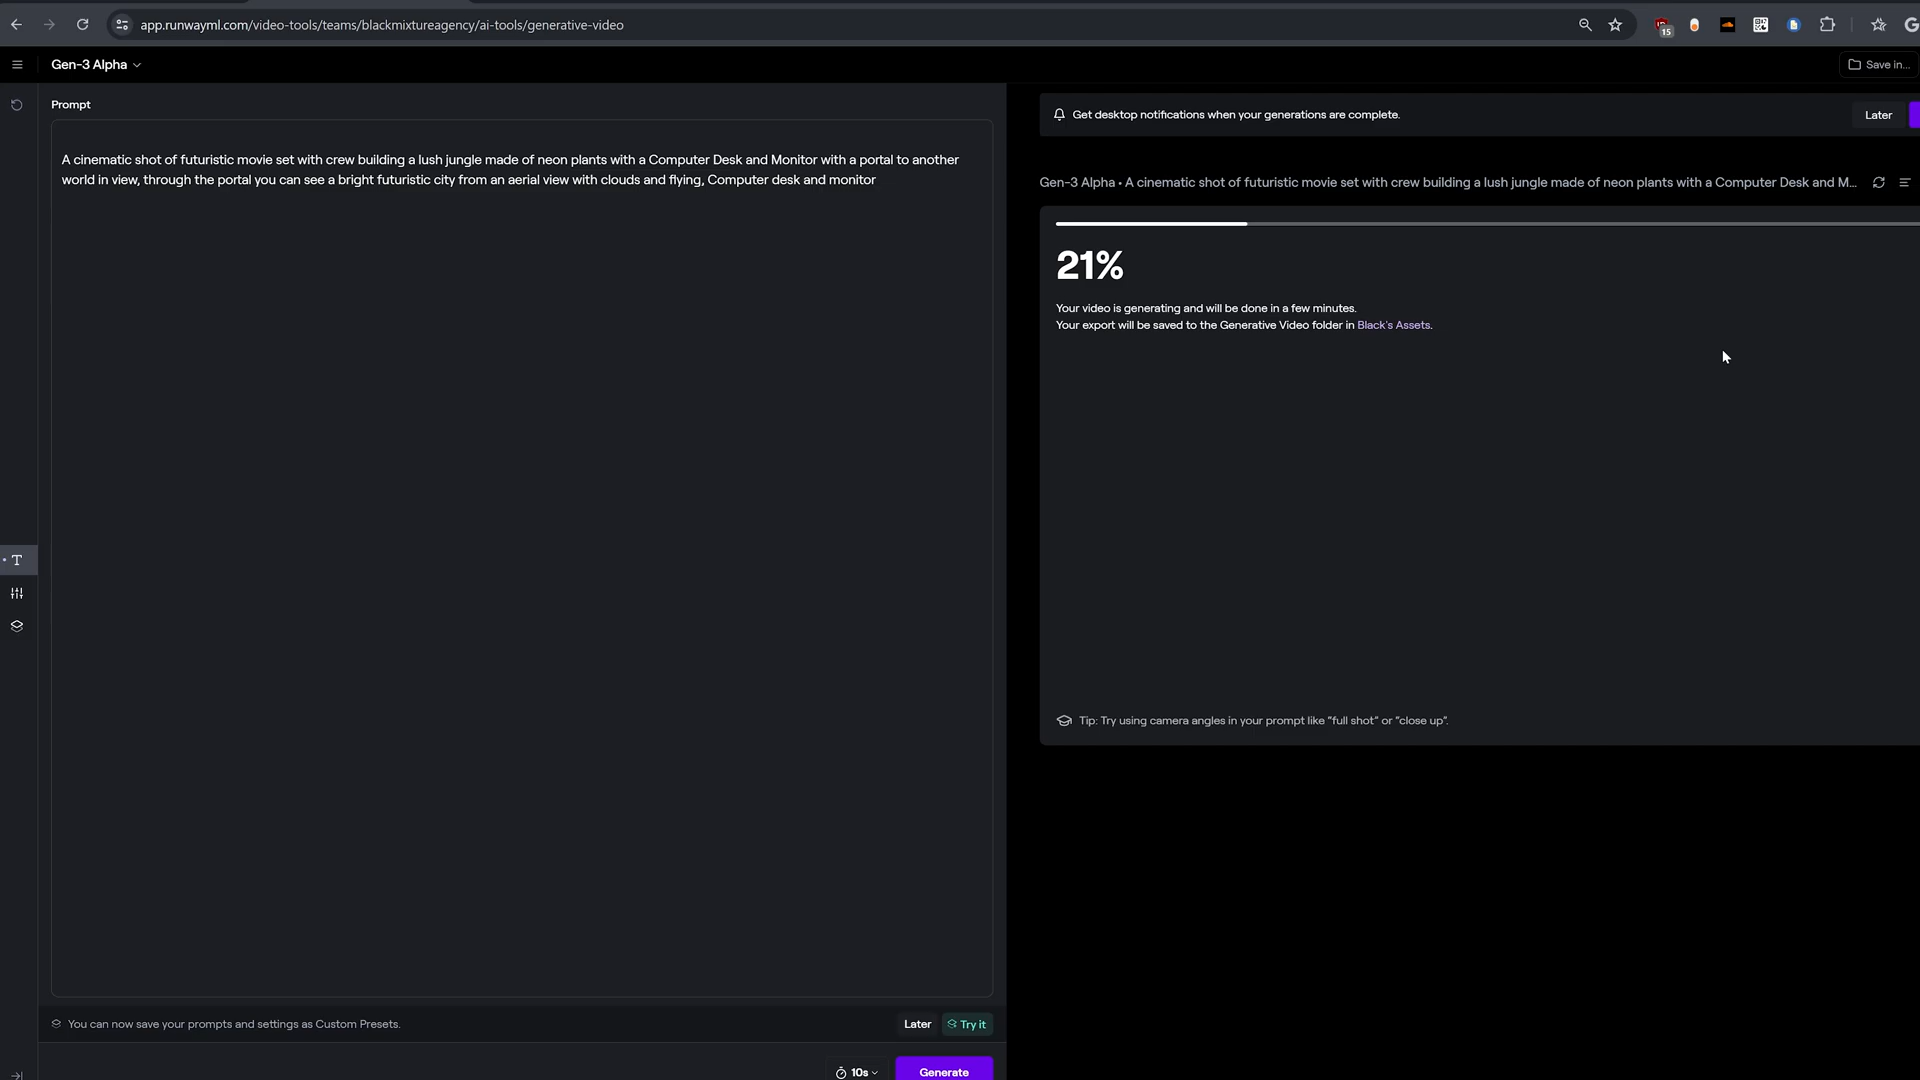 app.runwayml.com/video-tools/teams/blackmixtureagency/ai-tools/generative-video
15
Gen-3 Alpha
Save in...
Prompt
A cinematic shot of futuristic movie set with crew building a lush jungle made of neon plants with a Computer Desk and Monitor with a portal to another
world in view, through the portal you can see a bright futuristic city from an aerial view with clouds and flying, Computer desk and monitor
You can now save your prompts and settings as Custom Presets.
Later
Try it
10s
Generate
Get desktop notifications when your generations are complete.
Later
Gen-3 Alpha • A cinematic shot of futuristic movie set with crew building a lush jungle made of neon plants with a Computer Desk and M...
21%
Your video is generating and will be done in a few minutes.
Your export will be saved to the Generative Video folder in Black's Assets.
Tip: Try using camera angles in your prompt like “full shot” or “close up”.